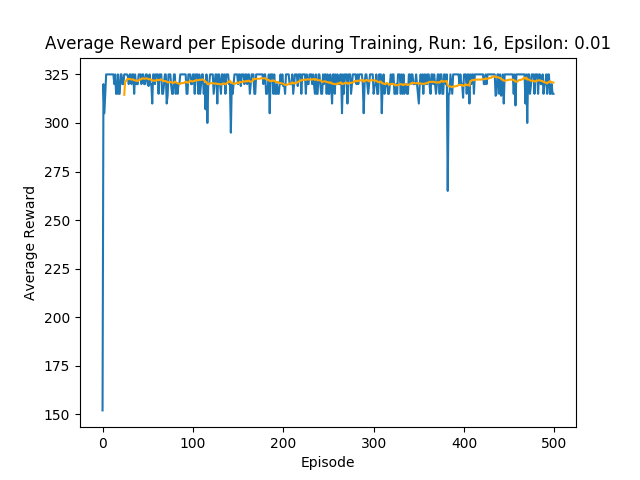 Average Reward per Episode during Training, Run: 16, Epsilon: 0.01
325
300
275
250
225
200
175
150
Average Reward
0 100 200 300 400 500
Episode